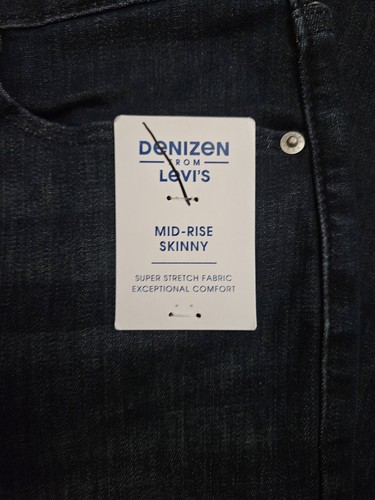 DENIZEN
FROM
LEVI'S
MID-RISE
SKINNY
SUPER STRETCH FABRIC
EXCEPTIONAL COMFORT